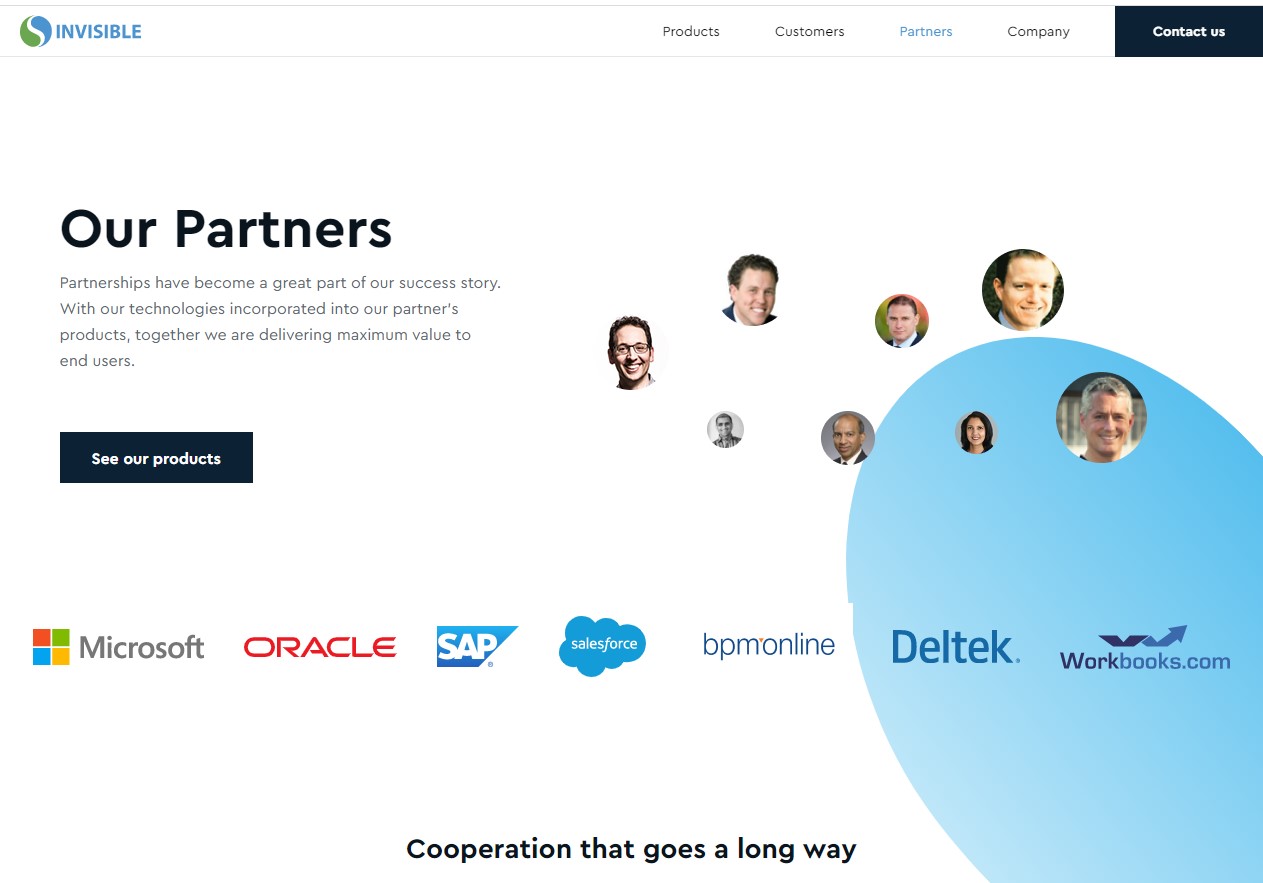 INVISIBLE
Products
Customers
Partners
Company
Contact us
Our Partners
Partnerships have become a great part of our success story.
With our technologies incorporated into our partner's
products, together we are delivering maximum value to
end users.
See our products
Microsoft
ORACLE
SAP®
salesforce
bpm'online
Deltek.
Workbooks.com
Cooperation that goes a long way